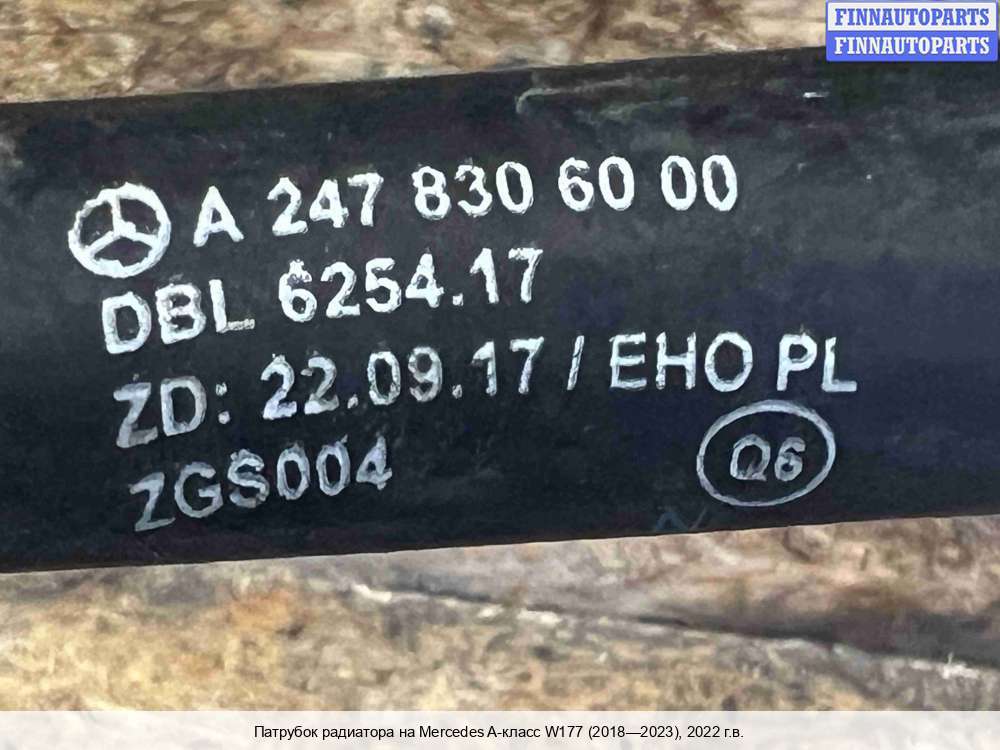 FINNAUTOPARTS
FINNAUTOPARTS
A 247 830 60 00
DBL 6254.17
ZD: 22.09.17 / EHO PL
ZGS004
Q6
Патрубок радиатора на Mercedes A-класс W177 (2018—2023), 2022 г.в.